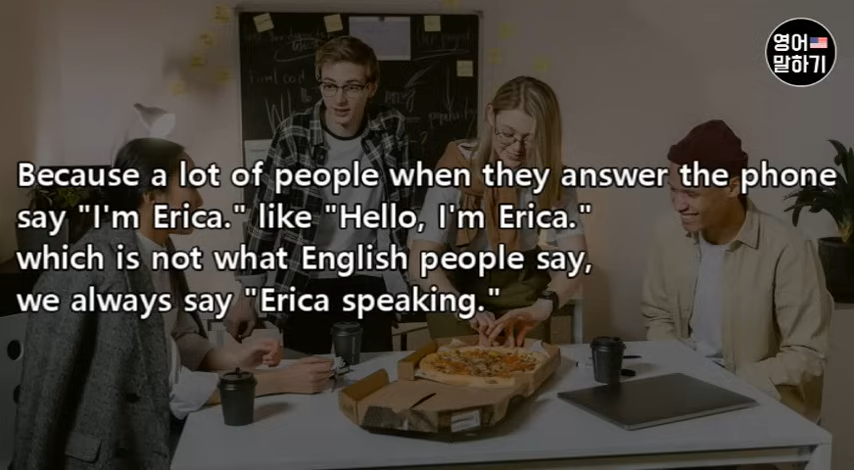 영어
말하기
Because a lot of people when they answer the phone
say "I'm Erica." like "Hello, I'm Erica."
which is not what English people say,
we always say "Erica speaking."